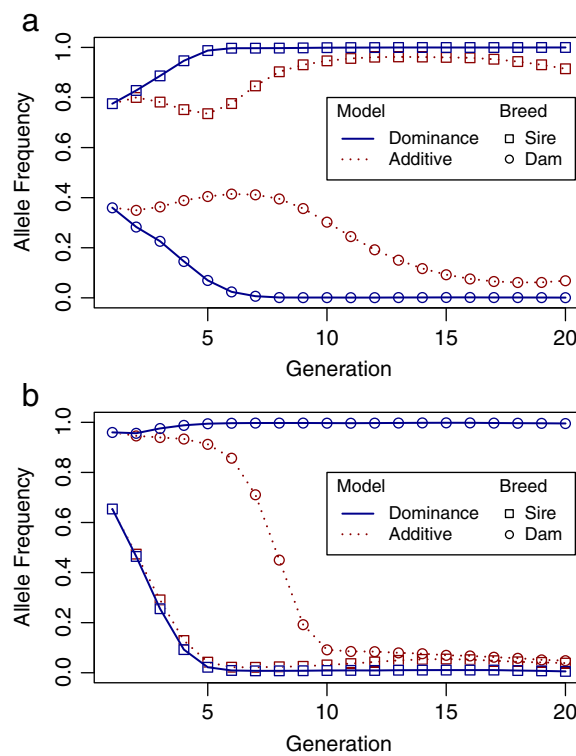 a
Allele Frequency
1.0
0.8
0.6
0.4
0.2
0.0
Model Breed
Dominance Sire
Additive Dam
5 10 15 20
Generation
b
Allele Frequency
1.0
0.8
0.6
0.4
0.2
0.0
Model Breed
Dominance Sire
Additive Dam
5 10 15 20
Generation